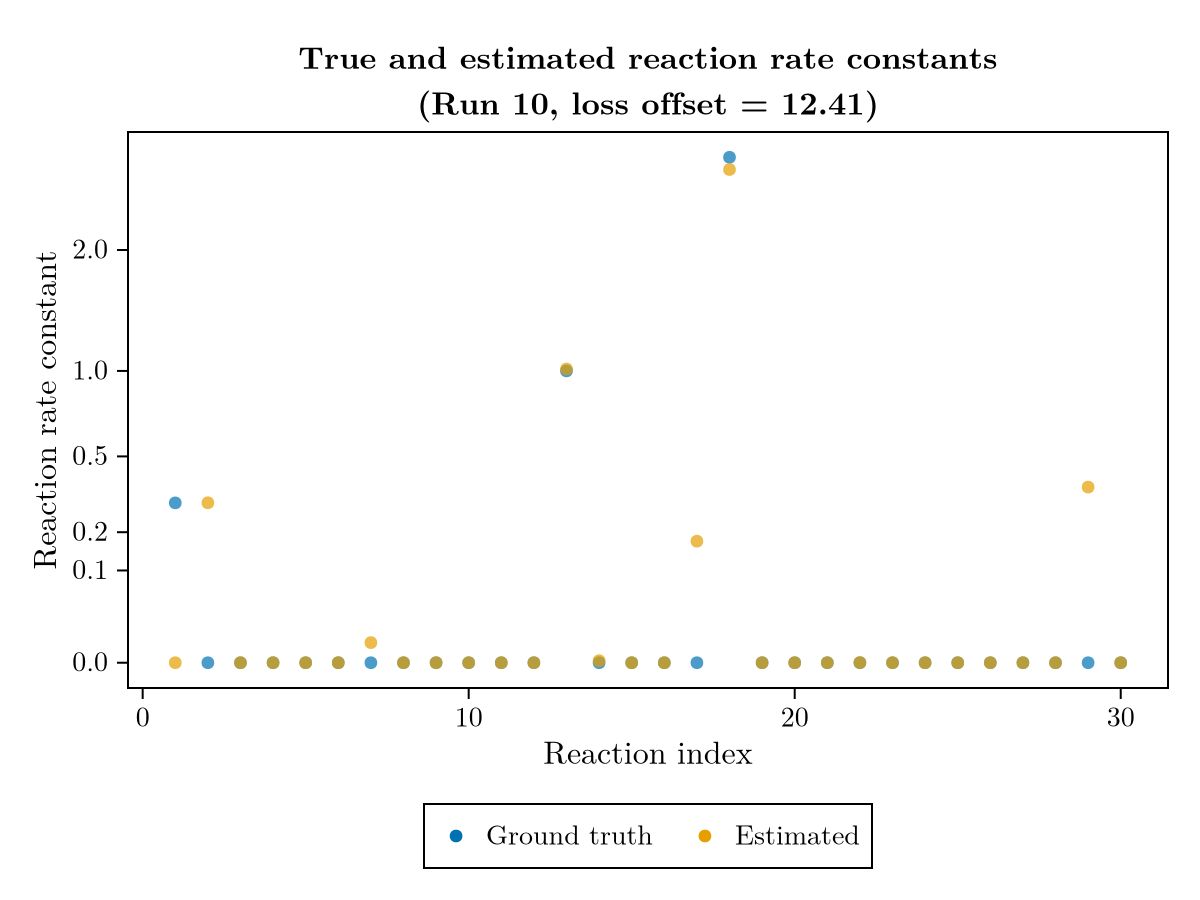 True and estimated reaction rate constants
(Run 10, loss offset = 12.41)
Reaction rate constant
2.0
1.0
0.5
0.2
0.1
0.0
0 10 20 30
Reaction index
Ground truth Estimated